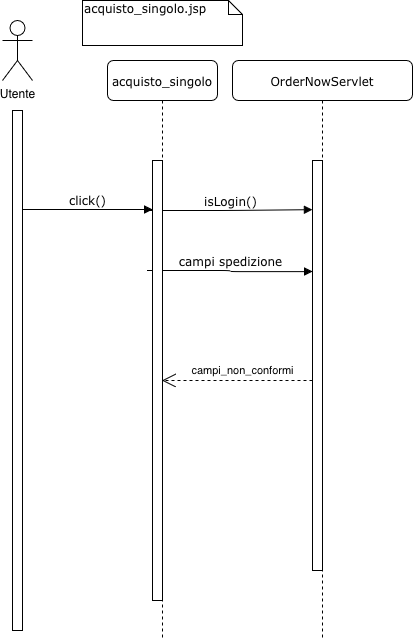 acquisto_singolo.jsp
acquisto_singolo
OrderNowServlet
Utente
click()
isLogin()
campi spedizione
campi_non_conformi